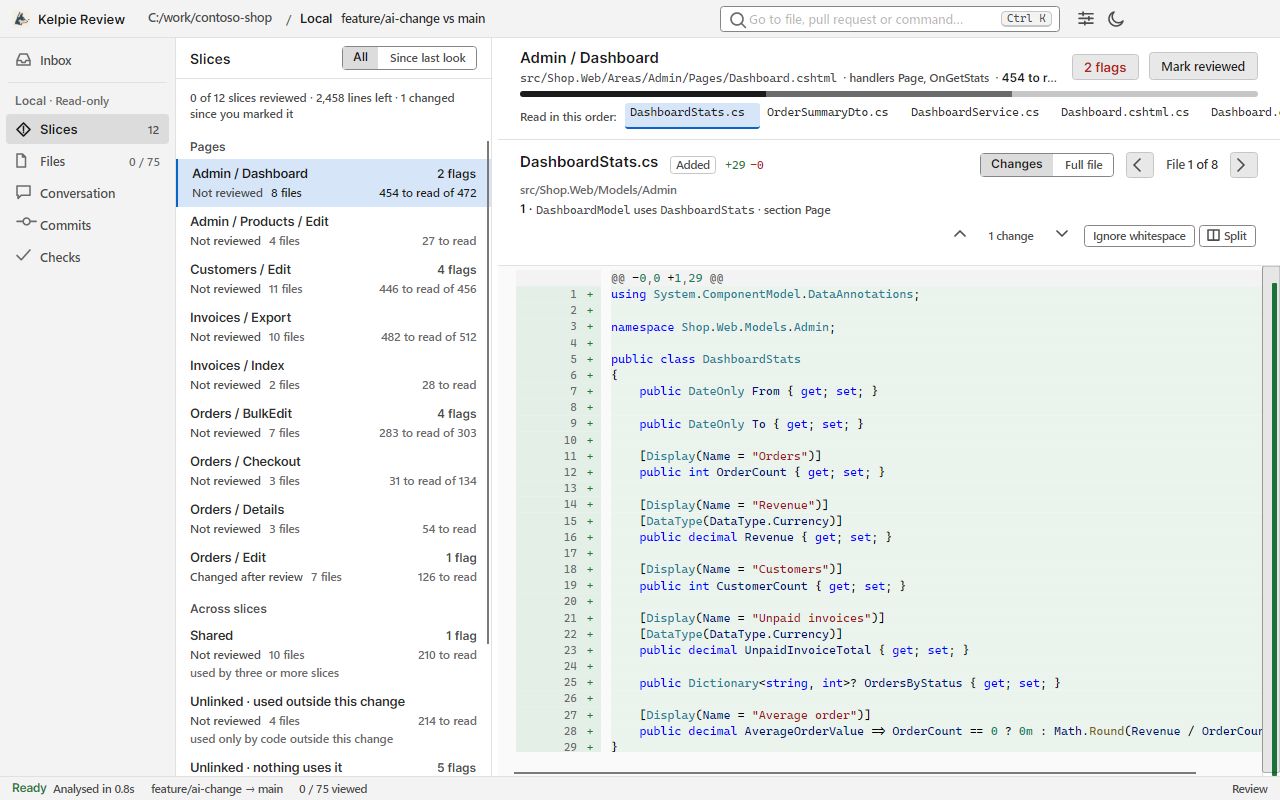 Kelpie Review
C:/work/contoso-shop / Local feature/ai-change vs main
Go to file, pull request or command... Ctrl K
Inbox
Local · Read-only
Slices 12
Files 0 / 75
Conversation
Commits
Checks
Slices
All Since last look
0 of 12 slices reviewed · 2,458 lines left · 1 changed
since you marked it
Pages
Admin / Dashboard 2 flags
Not reviewed 8 files 454 to read of 472
Admin / Products / Edit
Not reviewed 4 files 27 to read
Customers / Edit 4 flags
Not reviewed 11 files 446 to read of 456
Invoices / Export
Not reviewed 10 files 482 to read of 512
Invoices / Index
Not reviewed 2 files 28 to read
Orders / BulkEdit 4 flags
Not reviewed 7 files 283 to read of 303
Orders / Checkout
Not reviewed 3 files 31 to read of 134
Orders / Details
Not reviewed 3 files 54 to read
Orders / Edit 1 flag
Changed after review 7 files 126 to read
Across slices
Shared 1 flag
Not reviewed 10 files 210 to read
used by three or more slices
Unlinked · used outside this change
Not reviewed 4 files 214 to read
used only by code outside this change
Unlinked · nothing uses it 5 flags
Admin / Dashboard
src/Shop.Web/Areas/Admin/Pages/Dashboard.cshtml · handlers Page, OnGetStats · 454 to r...
2 flags
Mark reviewed
Read in this order: DashboardStats.cs OrderSummaryDto.cs DashboardService.cs Dashboard.cshtml.cs Dashboard.c
DashboardStats.cs Added +29 −0
Changes Full file
File 1 of 8
src/Shop.Web/Models/Admin
1 · DashboardModel uses DashboardStats · section Page
1 change
Ignore whitespace
Split
@@ −0,0 +1,29 @@
1 + using System.ComponentModel.DataAnnotations;
2 +
3 + namespace Shop.Web.Models.Admin;
4 +
5 + public class DashboardStats
6 + {
7 + public DateOnly From { get; set; }
8 +
9 + public DateOnly To { get; set; }
10 +
11 + [Display(Name = "Orders")]
12 + public int OrderCount { get; set; }
13 +
14 + [Display(Name = "Revenue")]
15 + [DataType(DataType.Currency)]
16 + public decimal Revenue { get; set; }
17 +
18 + [Display(Name = "Customers")]
19 + public int CustomerCount { get; set; }
20 +
21 + [Display(Name = "Unpaid invoices")]
22 + [DataType(DataType.Currency)]
23 + public decimal UnpaidInvoiceTotal { get; set; }
24 +
25 + public Dictionary<string, int>? OrdersByStatus { get; set; }
26 +
27 + [Display(Name = "Average order")]
28 + public decimal AverageOrderValue => OrderCount == 0 ? 0m : Math.Round(Revenue / OrderCoun
29 + }
Ready Analysed in 0.8s feature/ai-change → main 0 / 75 viewed
Review